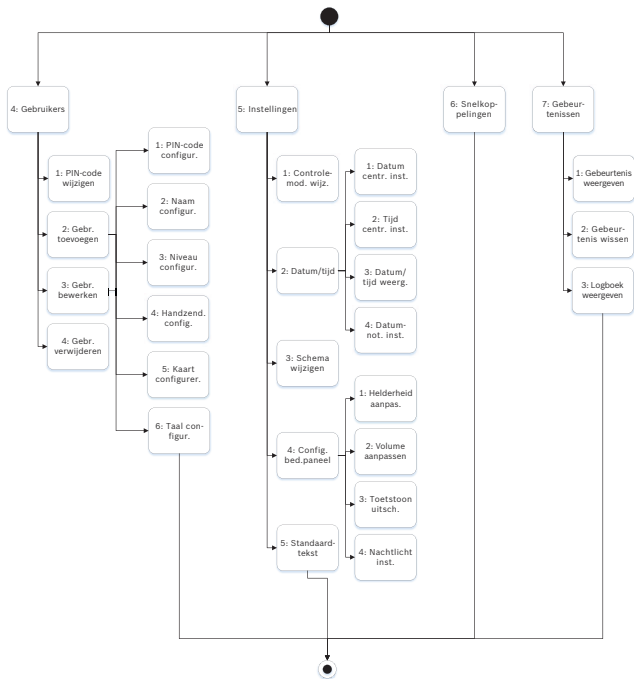 4: Gebruikers
1: PIN-code
wijzigen
2: Gebr.
toevoegen
3: Gebr.
bewerken
4: Gebr.
verwijderen
1: PIN-code
configur.
2: Naam
configur.
3: Niveau
configur.
4: Handzend.
config.
5: Kaart
configurer.
6: Taal con-
figur.
5: Instellingen
1: Controle-
mod. wijz.
2: Datum/tijd
3: Schema
wijzigen
4: Config.
bed.paneel
5: Standaard-
tekst
1: Datum
centr. inst.
2: Tijd
centr. inst.
3: Datum/
tijd weerg.
4: Datum-
not. inst.
1: Helderheid
aanpas.
2: Volume
aanpassen
3: Toetstoon
uitsch.
4: Nachtlicht
inst.
6: Snelkop-
pelingen
7: Gebeur-
tenissen
1: Gebeurtenis
weergeven
2: Gebeur-
tenis wissen
3: Logboek
weergeven